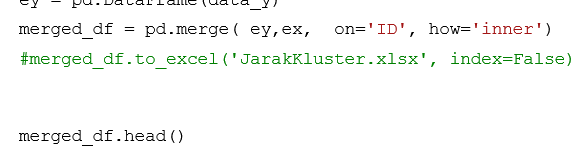 ey = pd.DataFrame(data_y)
merged_df = pd.merge( ey,ex,  on='ID', how='inner')
#merged_df.to_excel('JarakKluster.xlsx', index=False)
merged_df.head()